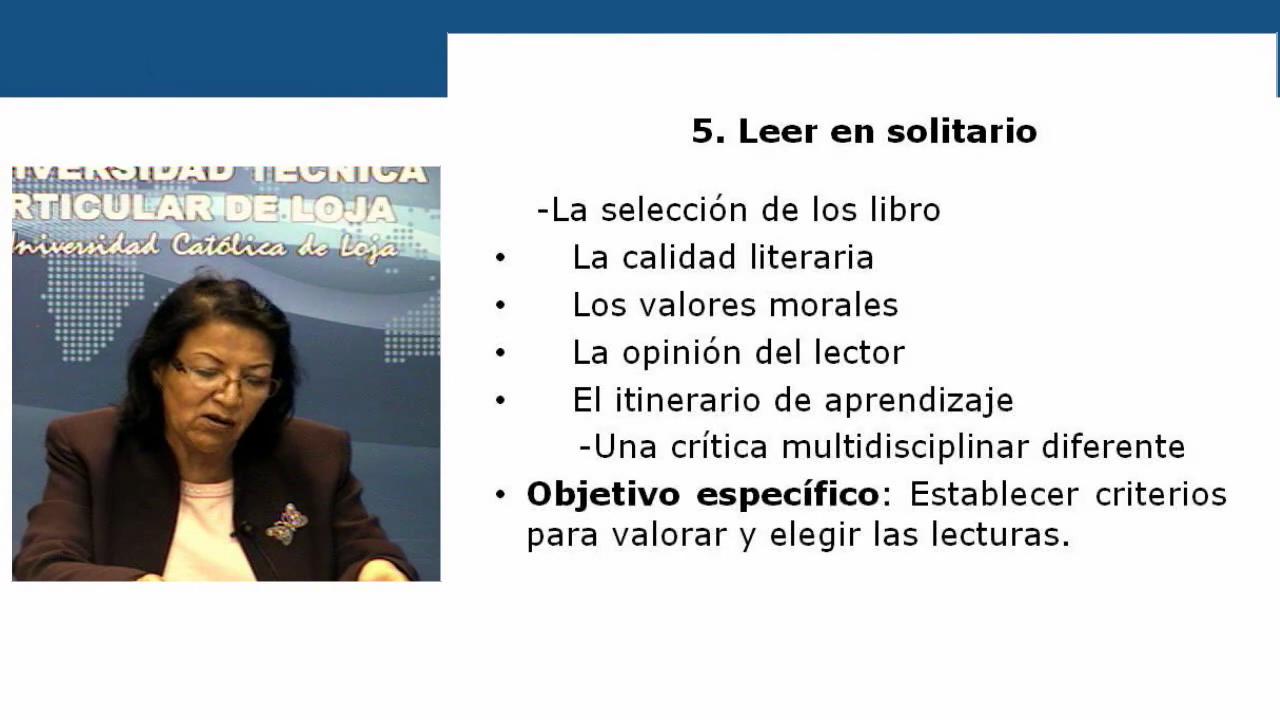 5. Leer en solitario
-La selección de los libro
• La calidad literaria
• Los valores morales
• La opinión del lector
• El itinerario de aprendizaje
-Una crítica multidisciplinar diferente
• Objetivo específico: Establecer criterios
para valorar y elegir las lecturas.
IVERSIDAD TECNICA
RTICULAR DE LOJA
Universidad Católica de Loja